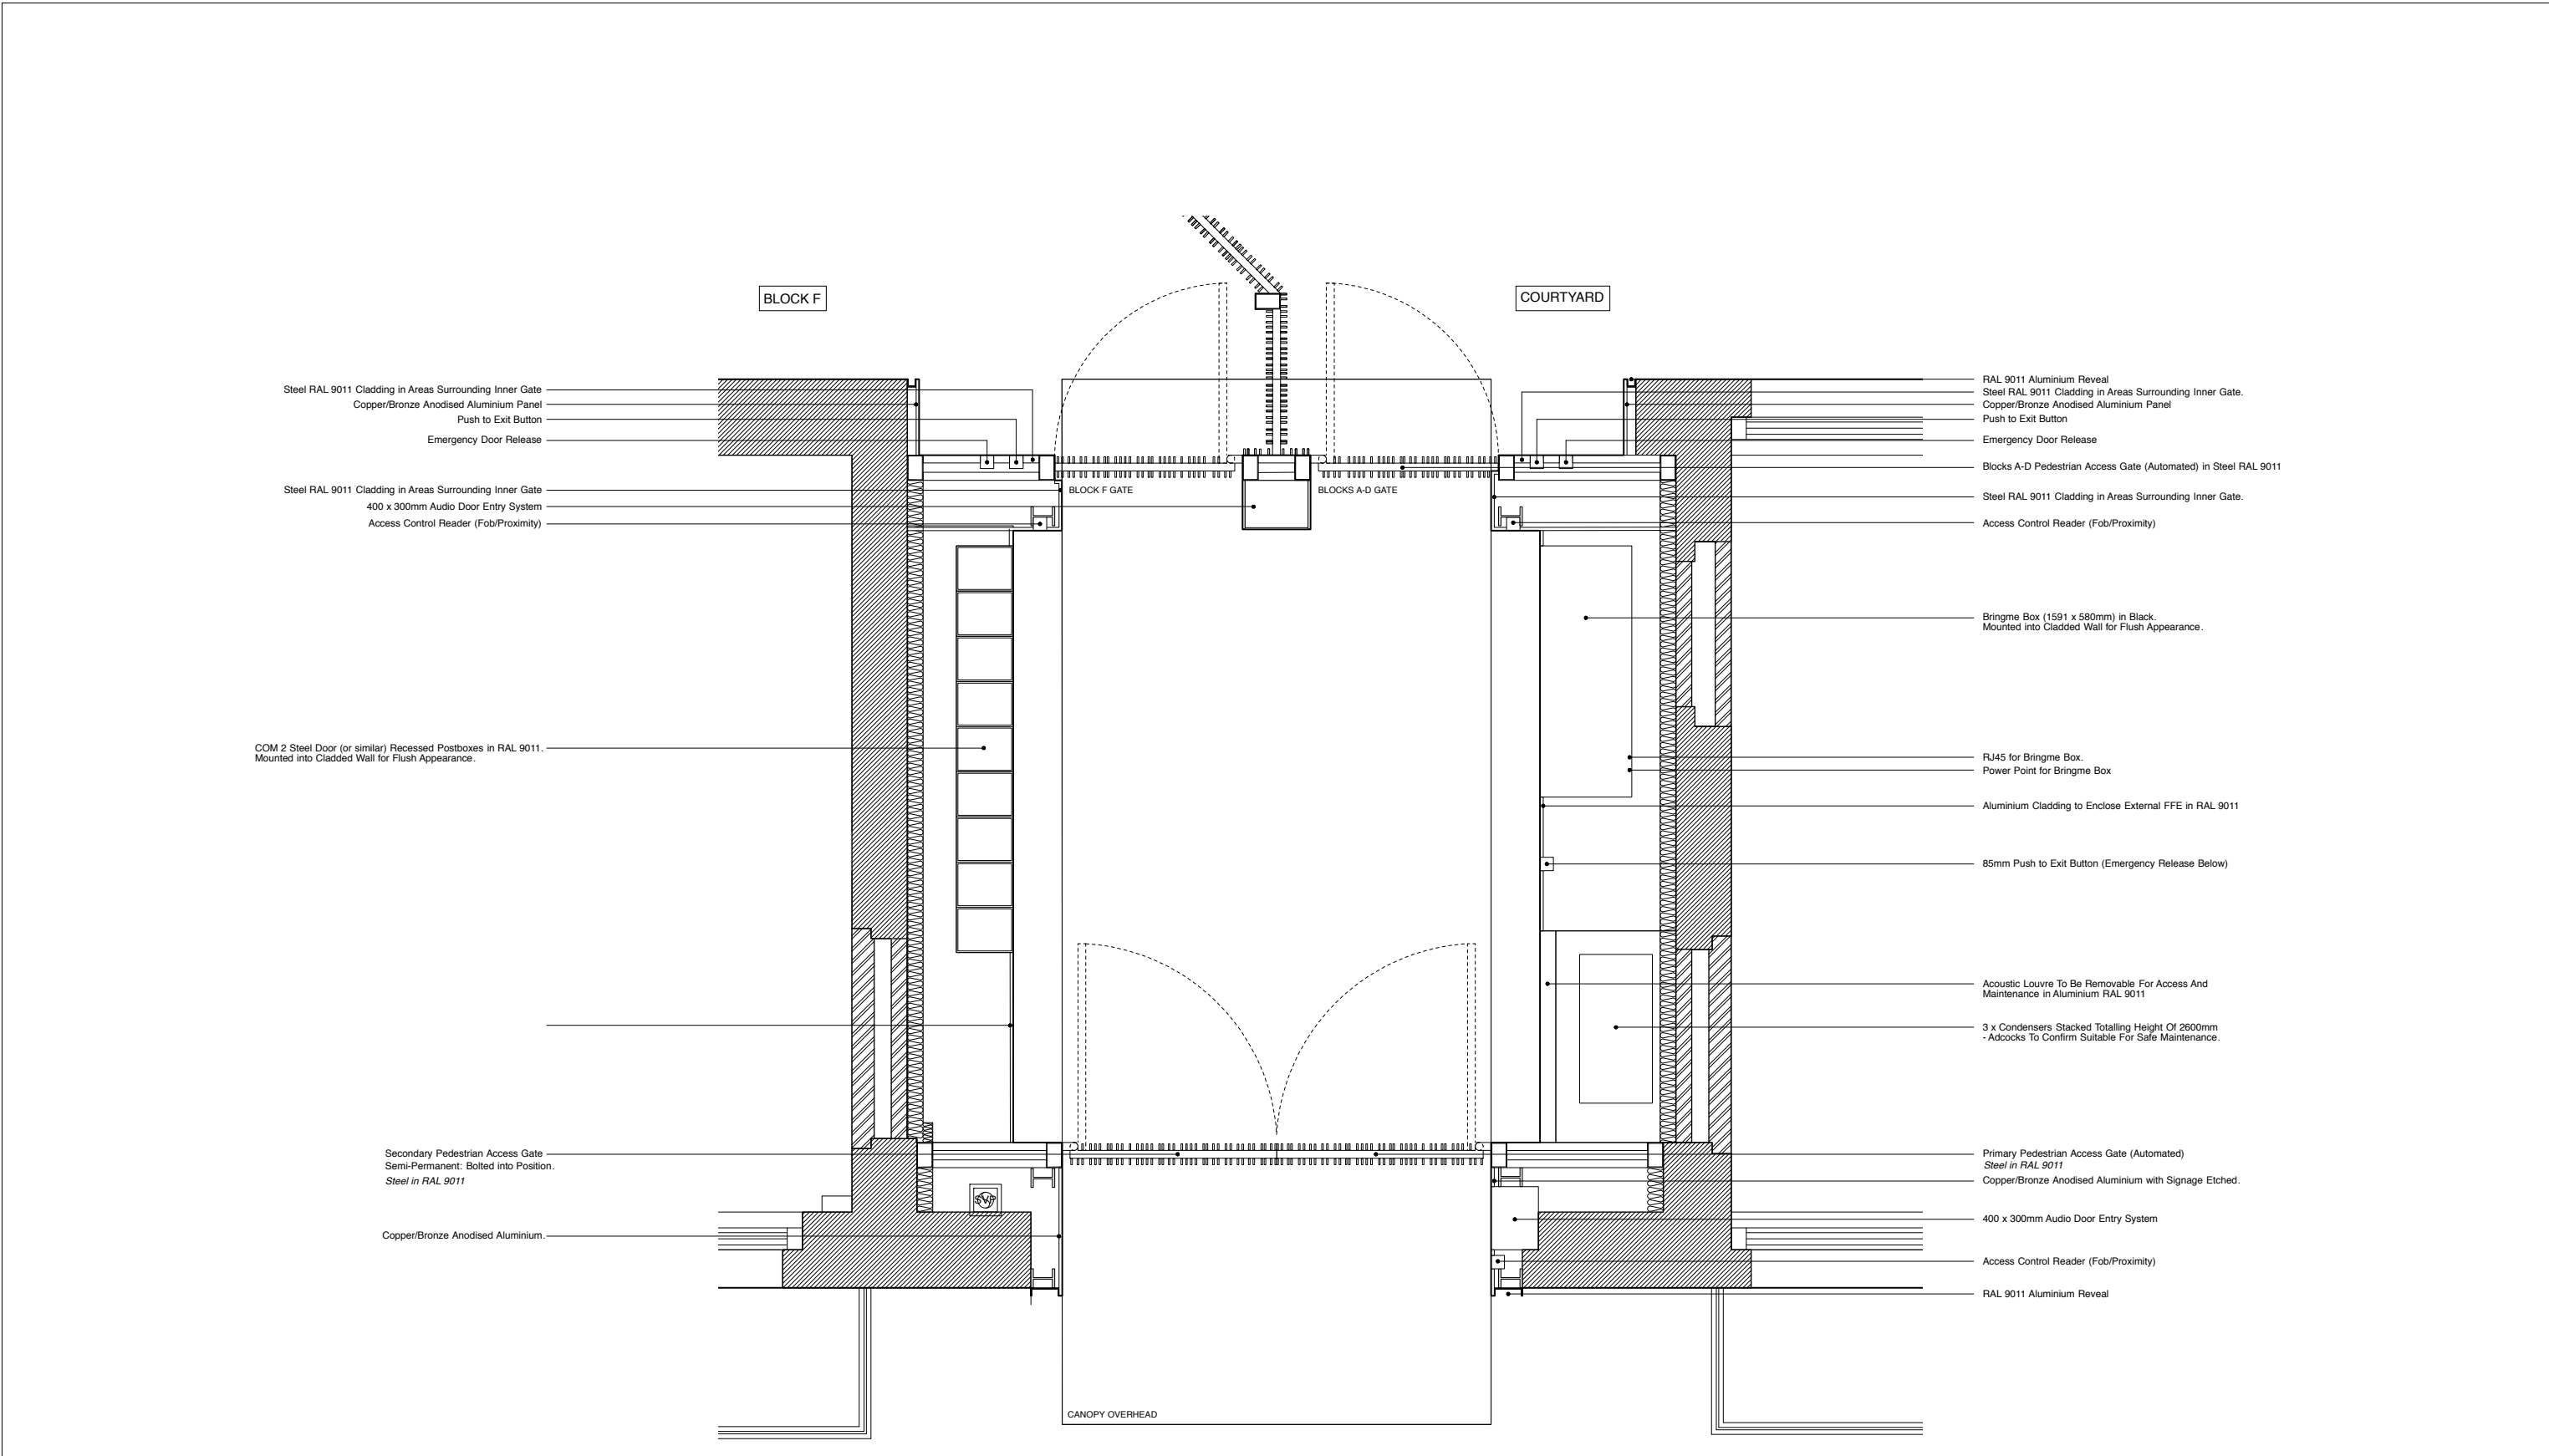 BLOCK F
COURTYARD
Steel RAL 9011 Cladding in Areas Surrounding Inner Gate
Copper/Bronze Anodised Aluminium Panel
Push to Exit Button
Emergency Door Release
Steel RAL 9011 Cladding in Areas Surrounding Inner Gate
400 x 300mm Audio Door Entry System
Access Control Reader (Fob/Proximity)
COM 2 Steel Door (or similar) Recessed Postboxes in RAL 9011.
Mounted into Cladded Wall for Flush Appearance.
Secondary Pedestrian Access Gate
Semi-Permanent: Bolted into Position.
Steel in RAL 9011
Copper/Bronze Anodised Aluminium.
BLOCK F GATE
BLOCKS A-D GATE
SVP
CANOPY OVERHEAD
RAL 9011 Aluminium Reveal
Steel RAL 9011 Cladding in Areas Surrounding Inner Gate.
Copper/Bronze Anodised Aluminium Panel
Push to Exit Button
Emergency Door Release
Blocks A-D Pedestrian Access Gate (Automated) in Steel RAL 9011
Steel RAL 9011 Cladding in Areas Surrounding Inner Gate.
Access Control Reader (Fob/Proximity)
Bringme Box (1591 x 580mm) in Black.
Mounted into Cladded Wall for Flush Appearance.
RJ45 for Bringme Box.
Power Point for Bringme Box
Aluminium Cladding to Enclose External FFE in RAL 9011
85mm Push to Exit Button (Emergency Release Below)
Acoustic Louvre To Be Removable For Access And
Maintenance in Aluminium RAL 9011
3 x Condensers Stacked Totalling Height Of 2600mm
- Adcocks To Confirm Suitable For Safe Maintenance.
Primary Pedestrian Access Gate (Automated)
Steel in RAL 9011
Copper/Bronze Anodised Aluminium with Signage Etched.
400 x 300mm Audio Door Entry System
Access Control Reader (Fob/Proximity)
RAL 9011 Aluminium Reveal